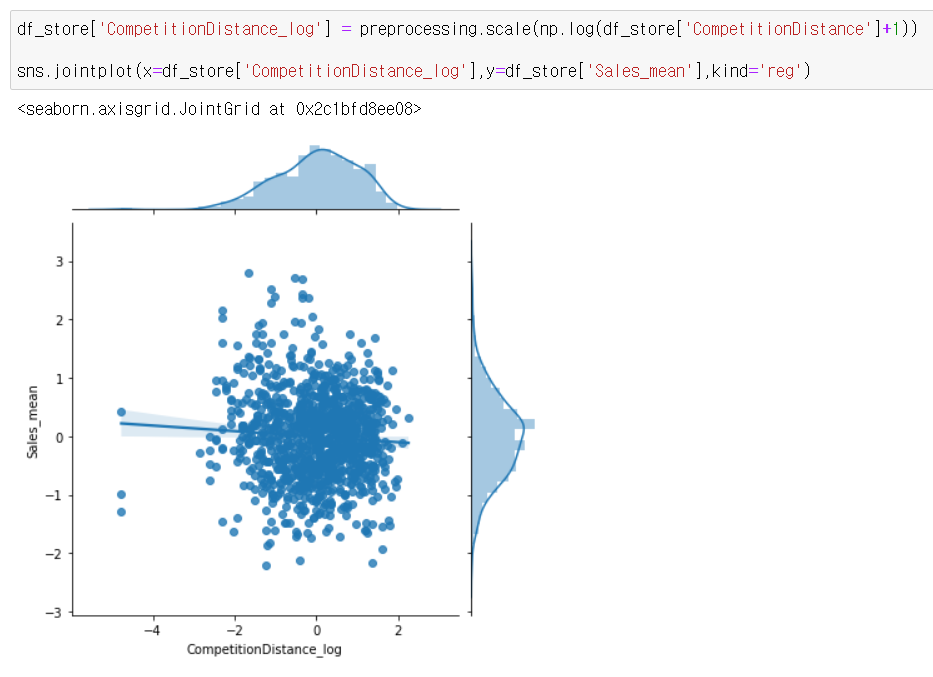 df_store['CompetitionDistance_log'] = preprocessing.scale(np.log(df_store['CompetitionDistance']+1))
sns.jointplot(x=df_store['CompetitionDistance_log'],y=df_store['Sales_mean'],kind='reg')
<seaborn.axisgrid.JointGrid at 0x2c1bfd8ee08>
3
2
1
0
−1
−2
−3
Sales_mean
−4
−2
0
2
CompetitionDistance_log